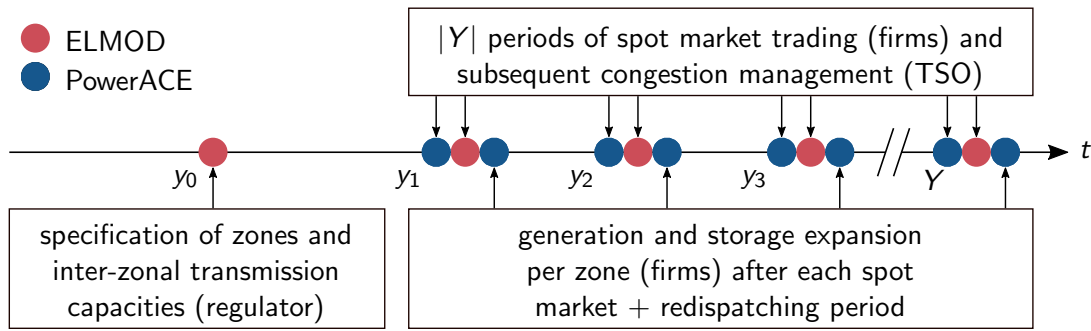 ELMOD
PowerACE
|Y| periods of spot market trading (firms) and
subsequent congestion management (TSO)
t
y₀
y₁
y₂
y₃
Y
specification of zones and
inter-zonal transmission
capacities (regulator)
generation and storage expansion
per zone (firms) after each spot
market + redispatching period